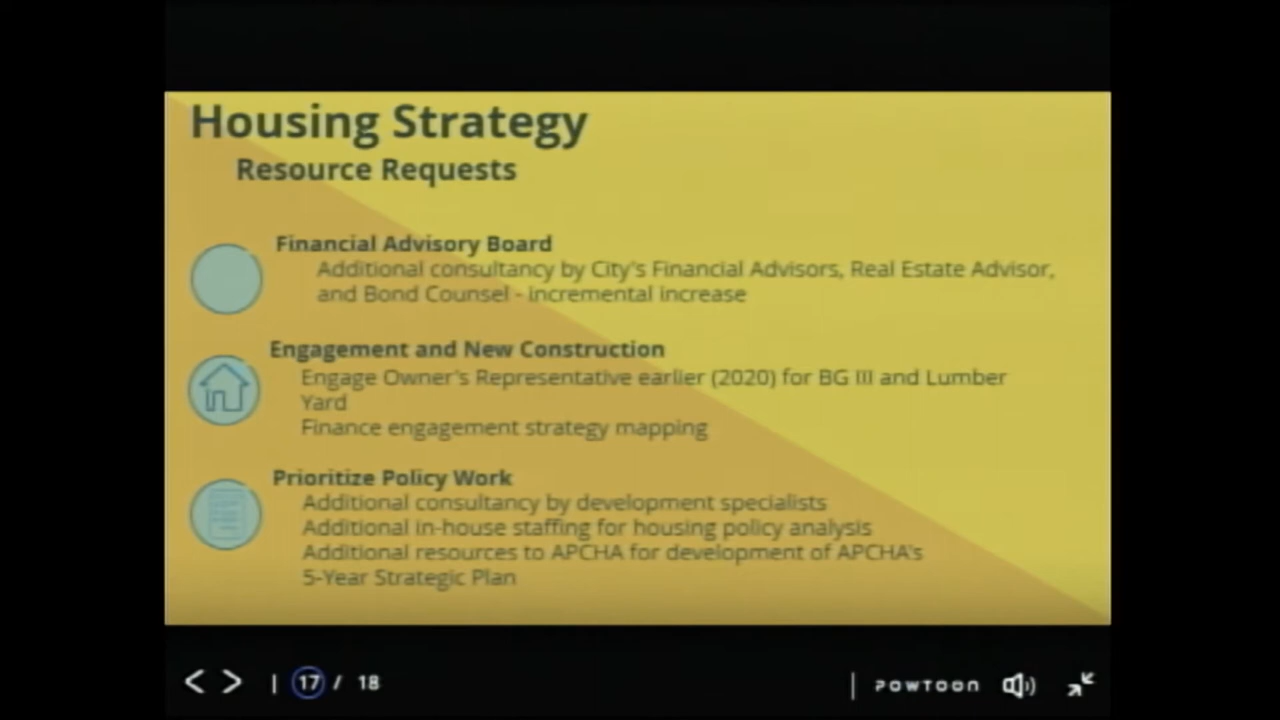 Housing Strategy
Resource Requests
Financial Advisory Board
Additional consultancy by City's Financial Advisors, Real Estate Advisor,
and Bond Counsel - incremental increase
Engagement and New Construction
Engage Owner's Representative earlier (2020) for BG III and Lumber
Yard
Finance engagement strategy mapping
Prioritize Policy Work
Additional consultancy by development specialists
Additional in-house staffing for housing policy analysis
Additional resources to APCHA for development of APCHA's
5-Year Strategic Plan
< > | 17 / 18
| POWTOON